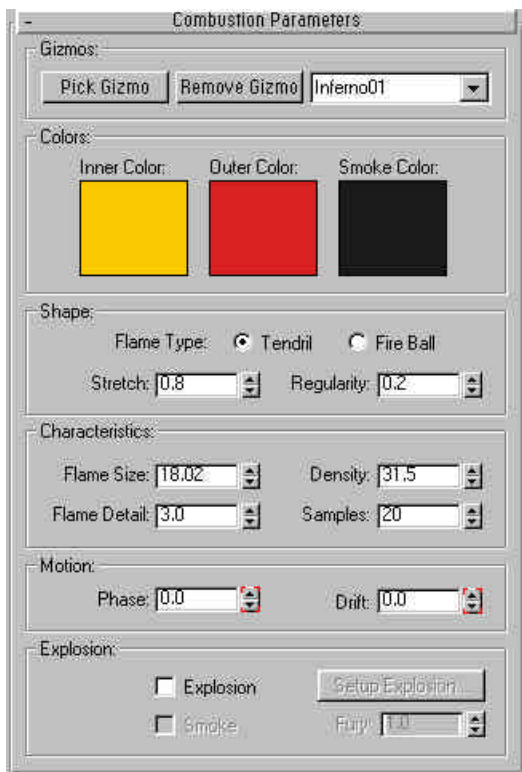 - Combustion Parameters
Gizmos:
Pick Gizmo Remove Gizmo Inferno01
Colors:
Inner Color: Outer Color: Smoke Color:
Shape:
Flame Type: Tendril Fire Ball
Stretch: 0.8 Regularity: 0.2
Characteristics:
Flame Size: 18.02 Density: 31.5
Flame Detail: 3.0 Samples: 20
Motion:
Phase: 0.0 Drift: 0.0
Explosion:
Explosion Setup Explosion...
Smoke Fury: 1.0